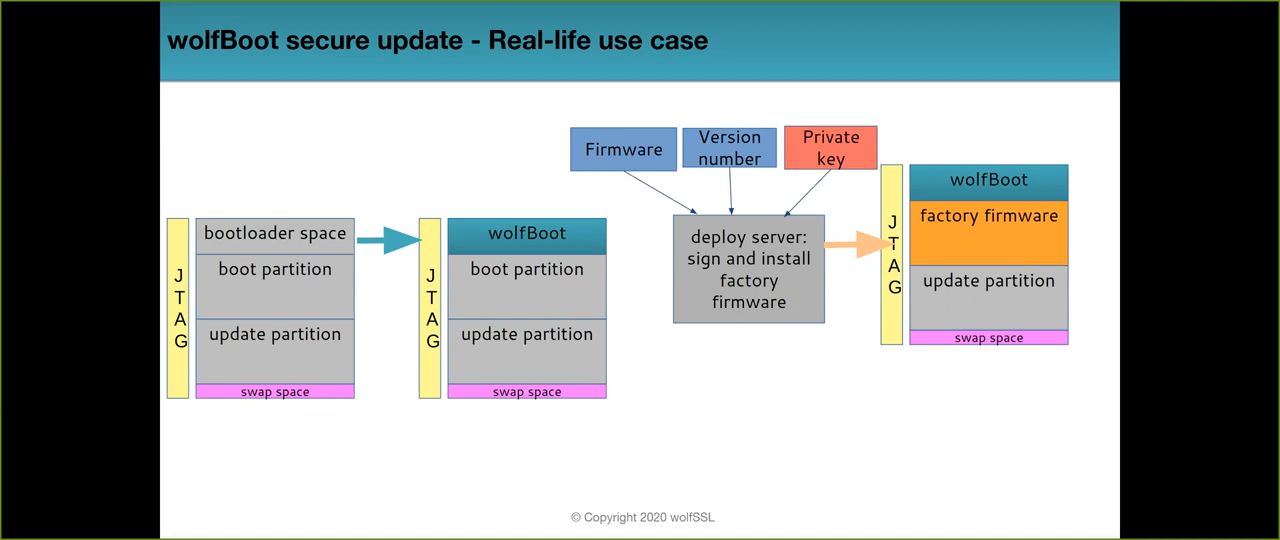 wolfBoot secure update - Real-life use case
Firmware
Version
number
Private
key
J
T
A
G
bootloader space
boot partition
update partition
swap space
J
T
A
G
wolfBoot
boot partition
update partition
swap space
deploy server:
sign and install
factory
firmware
J
T
A
G
wolfBoot
factory firmware
update partition
swap space
© Copyright 2020 wolfSSL